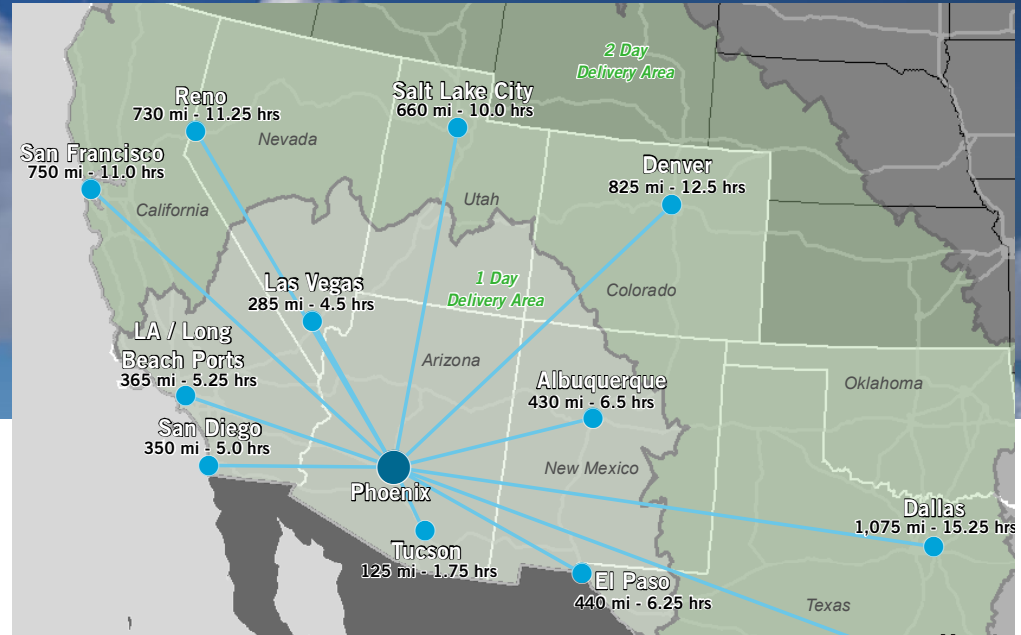 2 Day
Delivery Area
Salt Lake City
660 mi - 10.0 hrs
Reno
730 mi - 11.25 hrs
Nevada
San Francisco
750 mi - 11.0 hrs
Denver
825 mi - 12.5 hrs
California
Utah
1 Day
Delivery Area
Las Vegas
285 mi - 4.5 hrs
Colorado
LA / Long
Beach Ports
365 mi - 5.25 hrs
Arizona
Albuquerque
430 mi - 6.5 hrs
Oklahoma
San Diego
350 mi - 5.0 hrs
New Mexico
Phoenix
Dallas
1,075 mi - 15.25 hrs
Tucson
125 mi - 1.75 hrs
El Paso
440 mi - 6.25 hrs
Texas